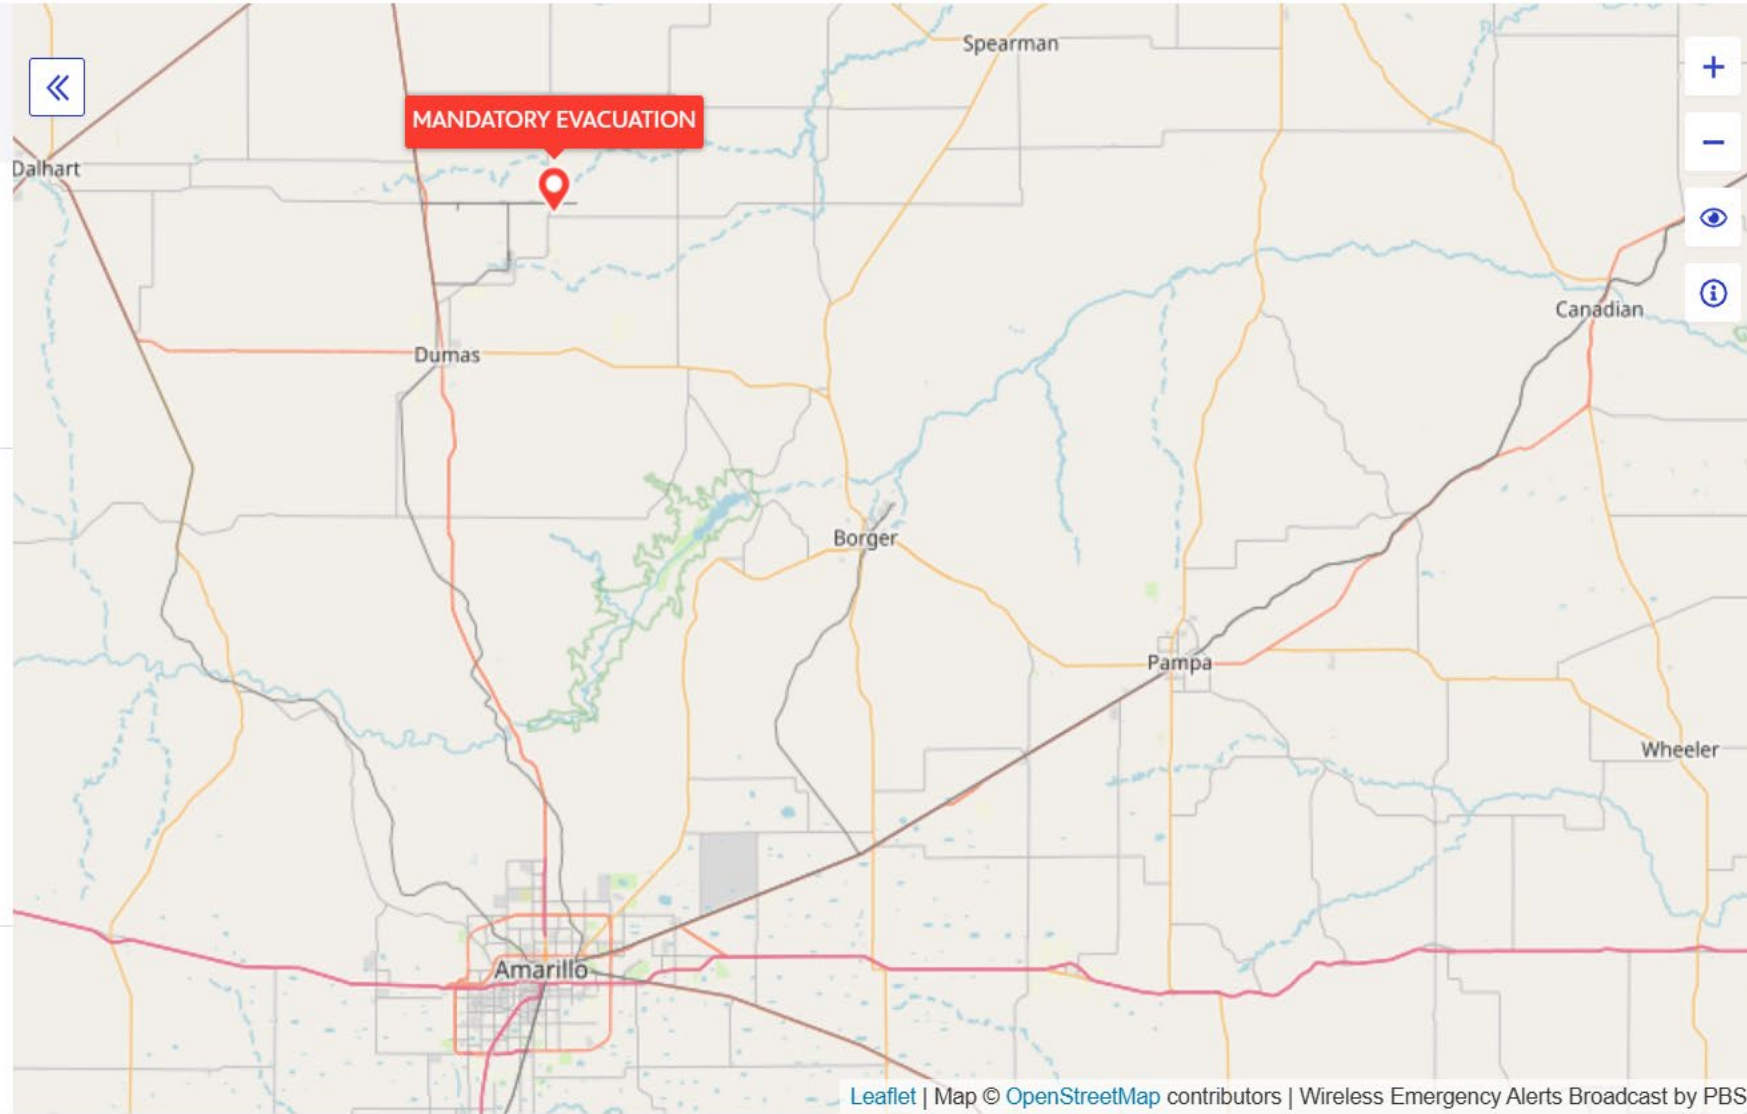 Spearman
MANDATORY EVACUATION
Dalhart
Canadian
Dumas
Borger
Pampa
Wheeler
Amarillo
Leaflet | Map © OpenStreetMap contributors | Wireless Emergency Alerts Broadcast by PBS